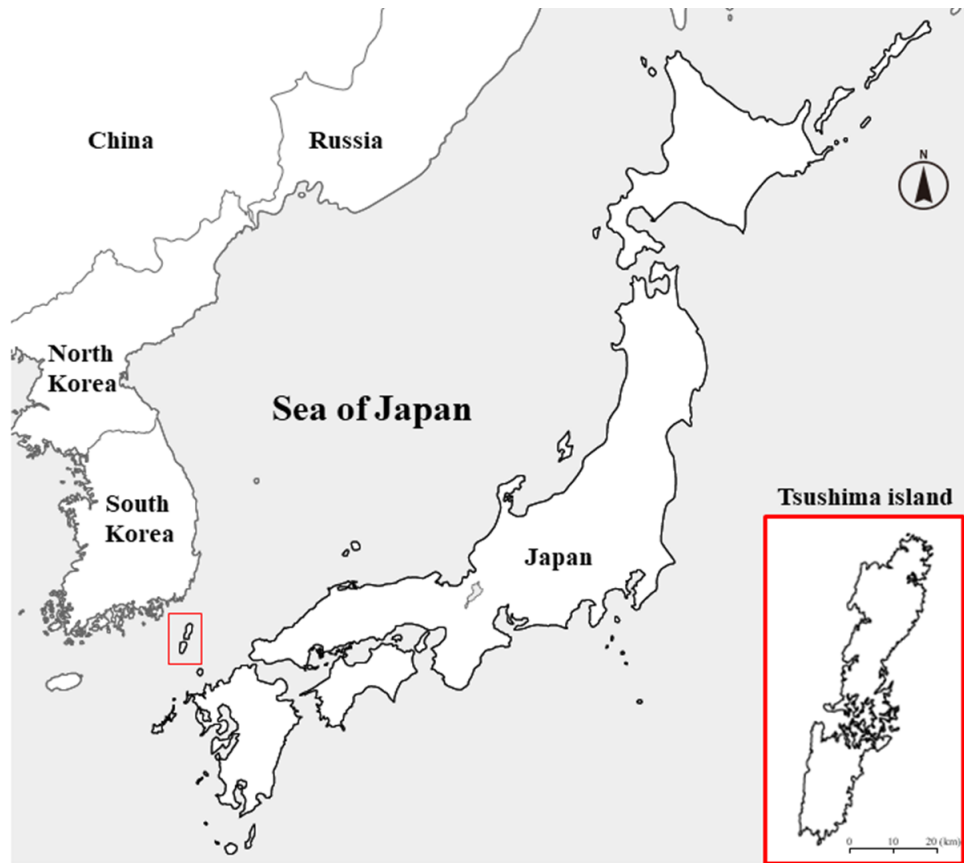 China
Russia
N
North
Korea
Sea of Japan
South
Korea
Japan
Tsushima island
0 10 20 (km)